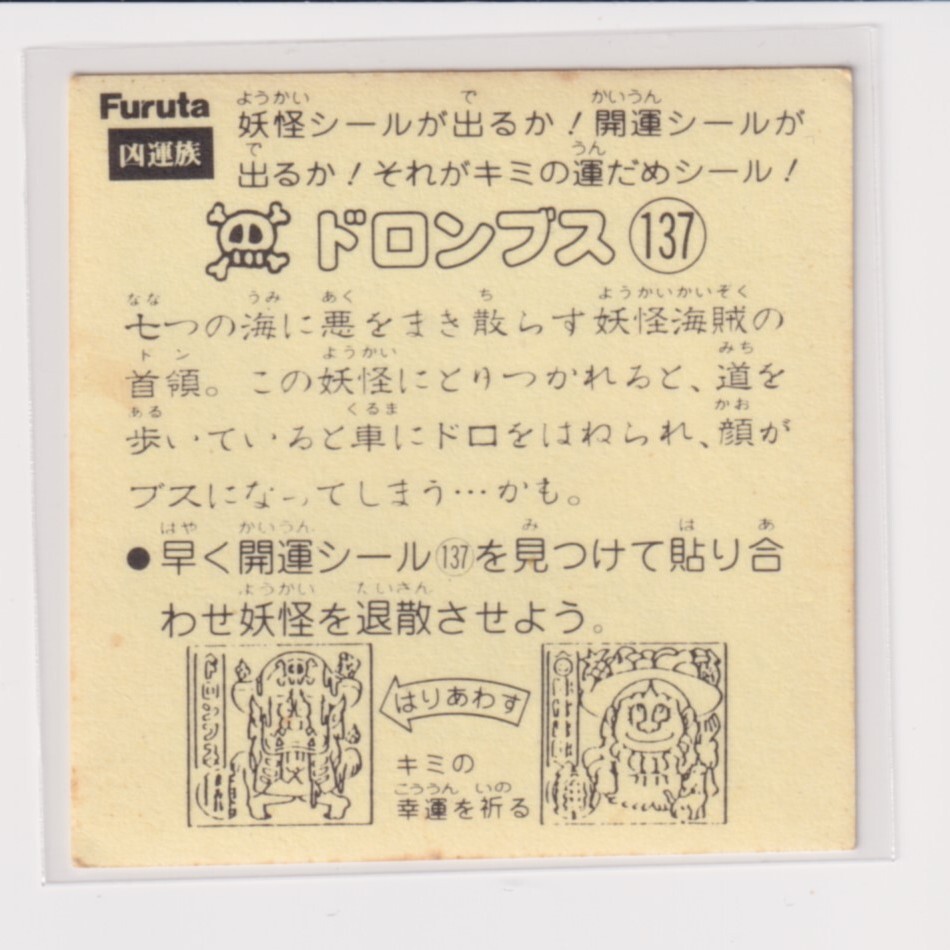 Furuta
凶運族
妖怪シールが出るか！開運シールが
出るか！それがキミの運だめシール！
ドロンブス 137
七つの海に悪をまき散らす妖怪海賊の
首領。この妖怪にとりつかれると、道を
歩いていると車にドロをはねられ、顔が
ブスになってしまう…かも。
●早く開運シール137を見つけて貼り合
わせ妖怪を退散させよう。
はりあわす
キミの
幸運を祈る
ドロンブス